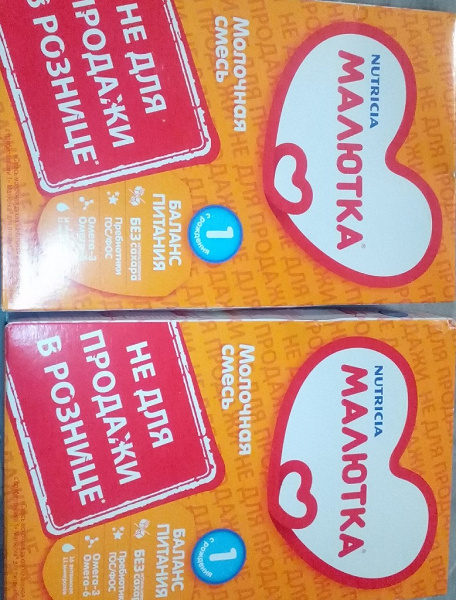 NUTRICIA
МАЛЮТКА®
Молочная
смесь
с рождения
1
НЕ ДЛЯ
ПРОДАЖИ
В РОЗНИЦЕ
БАЛАНС
ПИТАНИЯ
БЕЗ сахара
Пребиотики
ГОС/ФОС
Омега-3
Омега-6
NUTRICIA
МАЛЮТКА®
Молочная
смесь
с рождения
1
НЕ ДЛЯ
ПРОДАЖИ
В РОЗНИЦЕ
БАЛАНС
ПИТАНИЯ
БЕЗ сахара
Пребиотики
ГОС/ФОС
Омега-3
Омега-6